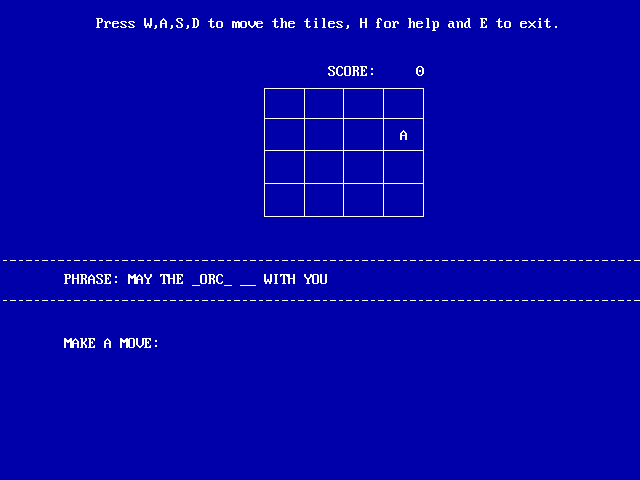 Press W,A,S,D to move the tiles, H for help and E to exit.
SCORE: 0
A
PHRASE: MAY THE _ORC_ __ WITH YOU
MAKE A MOVE: